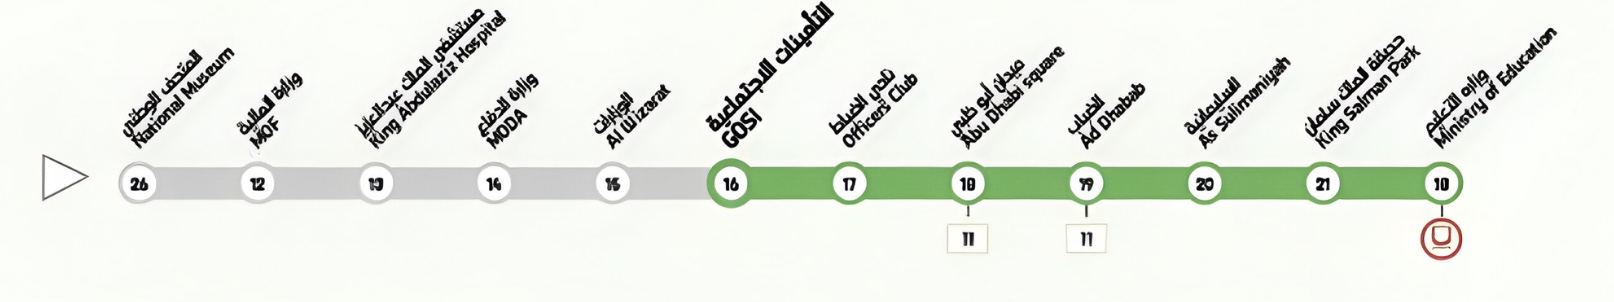 المتحف الوطني
National Museum
وزارة المالية
MOF
مستشفى الملك عبدالعزيز
King Abdulaziz Hospital
وزارة الدفاع
MODA
الوزارات
Al Wizarat
التأمينات الاجتماعية
GOSI
نادي الضباط
Officers Club
ميدان أبو ظبي
Abu Dhabi Square
الضباب
Ad Dhabab
السليمانية
As Sulimaniyah
حديقة الملك سلمان
King Salman Park
وزارة التعليم
Ministry of Education
26
12
13
14
15
16
17
18
19
20
21
10
11
11